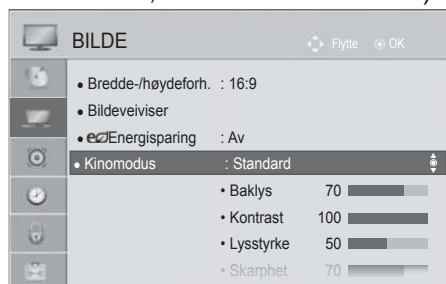 BILDE Flytte OK
• Bredde-/høydeforh. : 16:9
• Bildeveiviser
• eco Energisparing : Av
• Kinomodus : Standard
• Baklys 70
• Kontrast 100
• Lysstyrke 50
• Skarphet 70